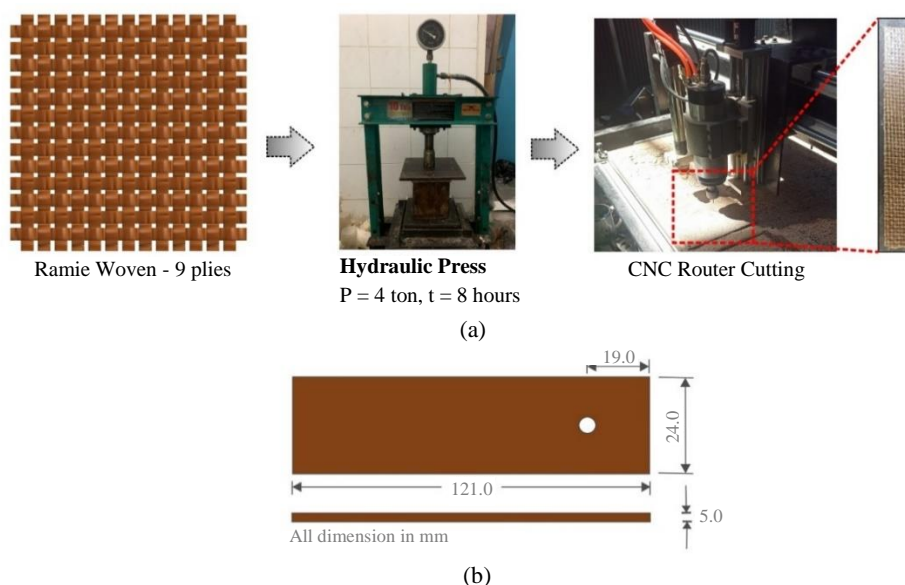 Ramie Woven - 9 plies
Hydraulic Press
P = 4 ton, t = 8 hours
CNC Router Cutting
(a)
19.0
24.0
121.0
5.0
All dimension in mm
(b)